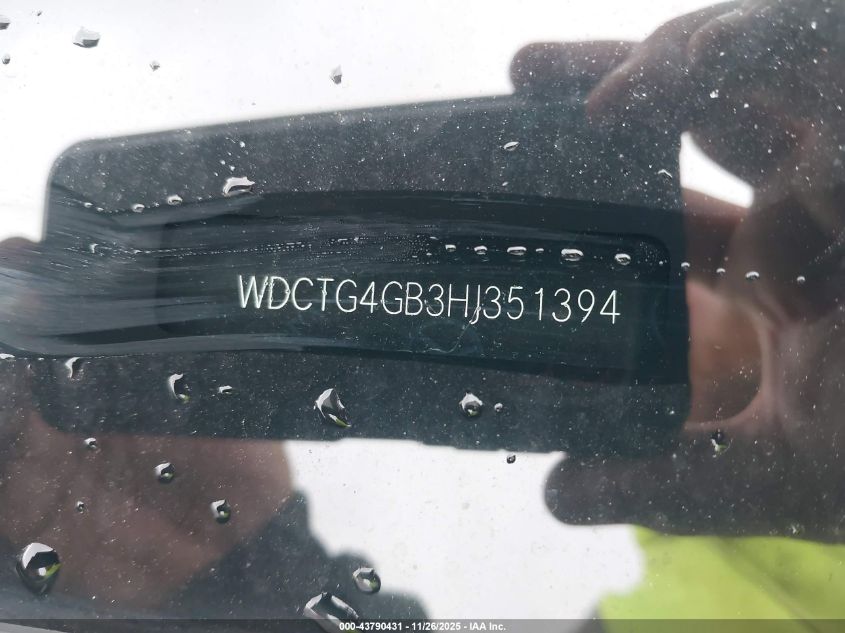 WDCTG4GB3HJ351394
000-43790431 - 11/26/2025 - IAA Inc.